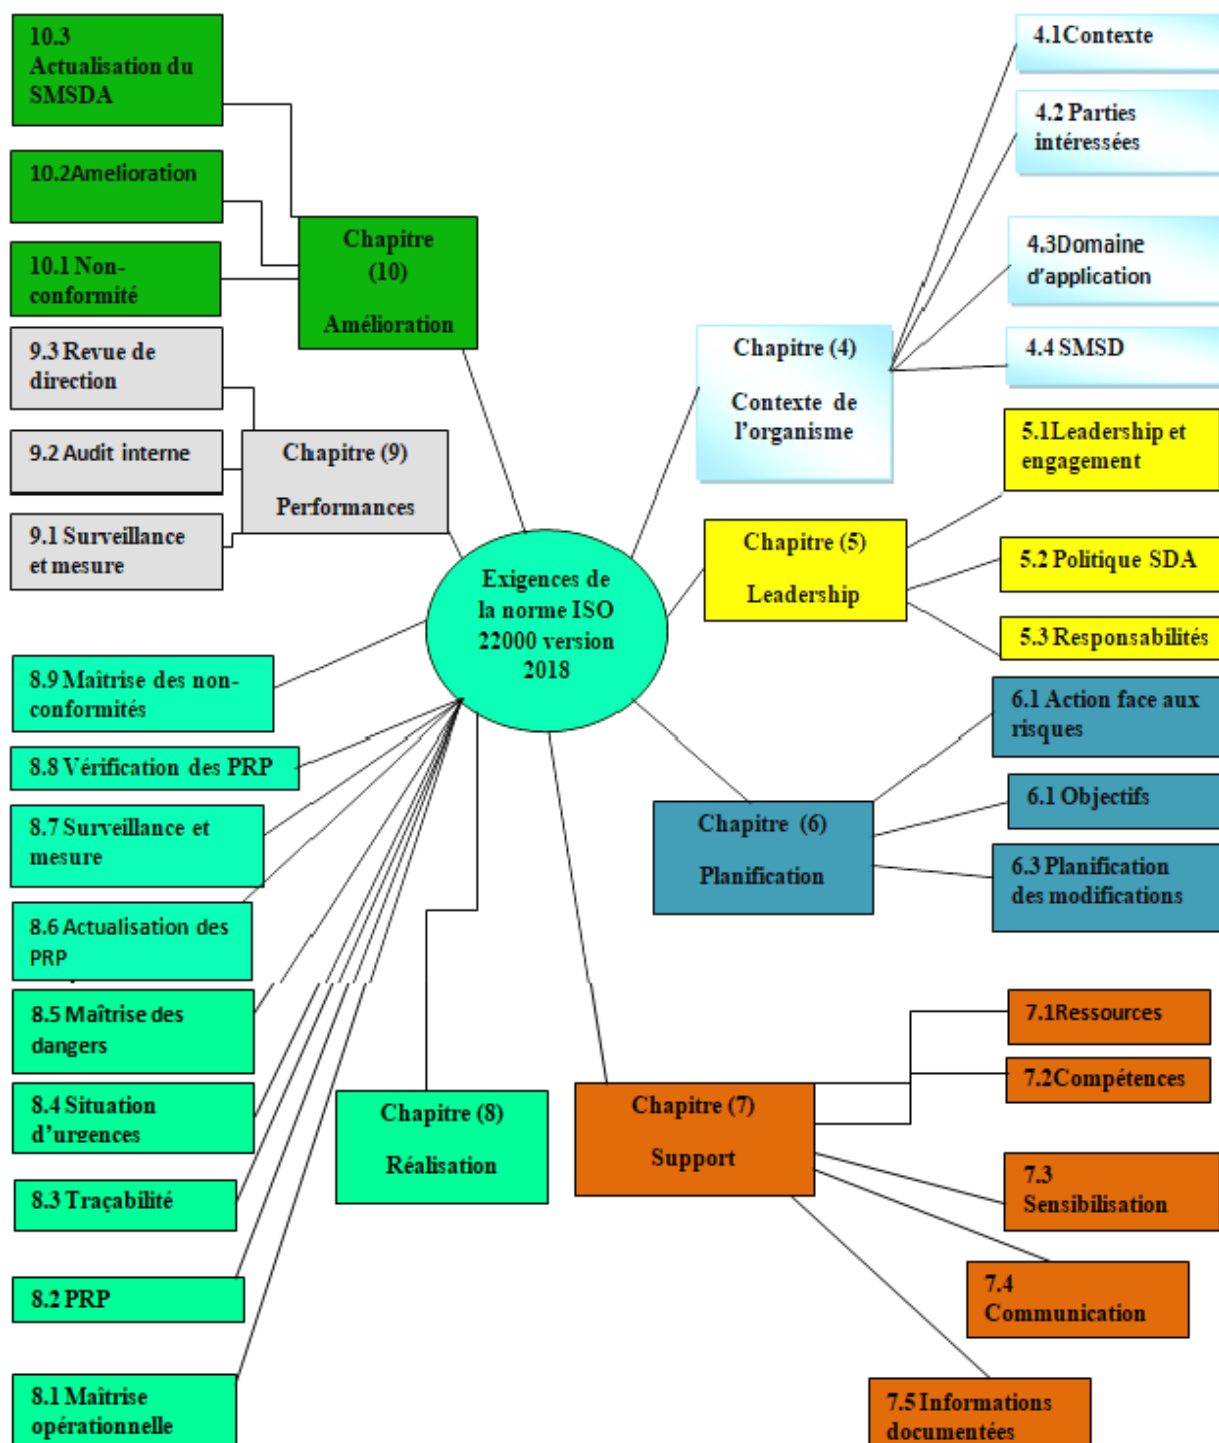 10.3
Actualisation du
SMSDA
10.2Amelioration
10.1 Non-
conformité
Chapitre
(10)
Amélioration
9.3 Revue de
direction
9.2 Audit interne
9.1 Surveillance
et mesure
Chapitre (9)
Performances
Exigences de
la norme ISO
22000 version
2018
4.1Contexte
4.2 Parties
intéressées
4.3Domaine
d’application
4.4 SMSD
Chapitre (4)
Contexte de
l’organisme
5.1Leadership et
engagement
5.2 Politique SDA
5.3 Responsabilités
Chapitre (5)
Leadership
6.1 Action face aux
risques
6.1 Objectifs
6.3 Planification
des modifications
Chapitre (6)
Planification
7.1Ressources
7.2Compétences
7.3
Sensibilisation
7.4
Communication
7.5 Informations
documentées
Chapitre (7)
Support
Chapitre (8)
Réalisation
8.9 Maîtrise des non-
conformités
8.8 Vérification des PRP
8.7 Surveillance et
mesure
8.6 Actualisation des
PRP
8.5 Maîtrise des
dangers
8.4 Situation
d’urgences
8.3 Traçabilité
8.2 PRP
8.1 Maîtrise
opérationnelle